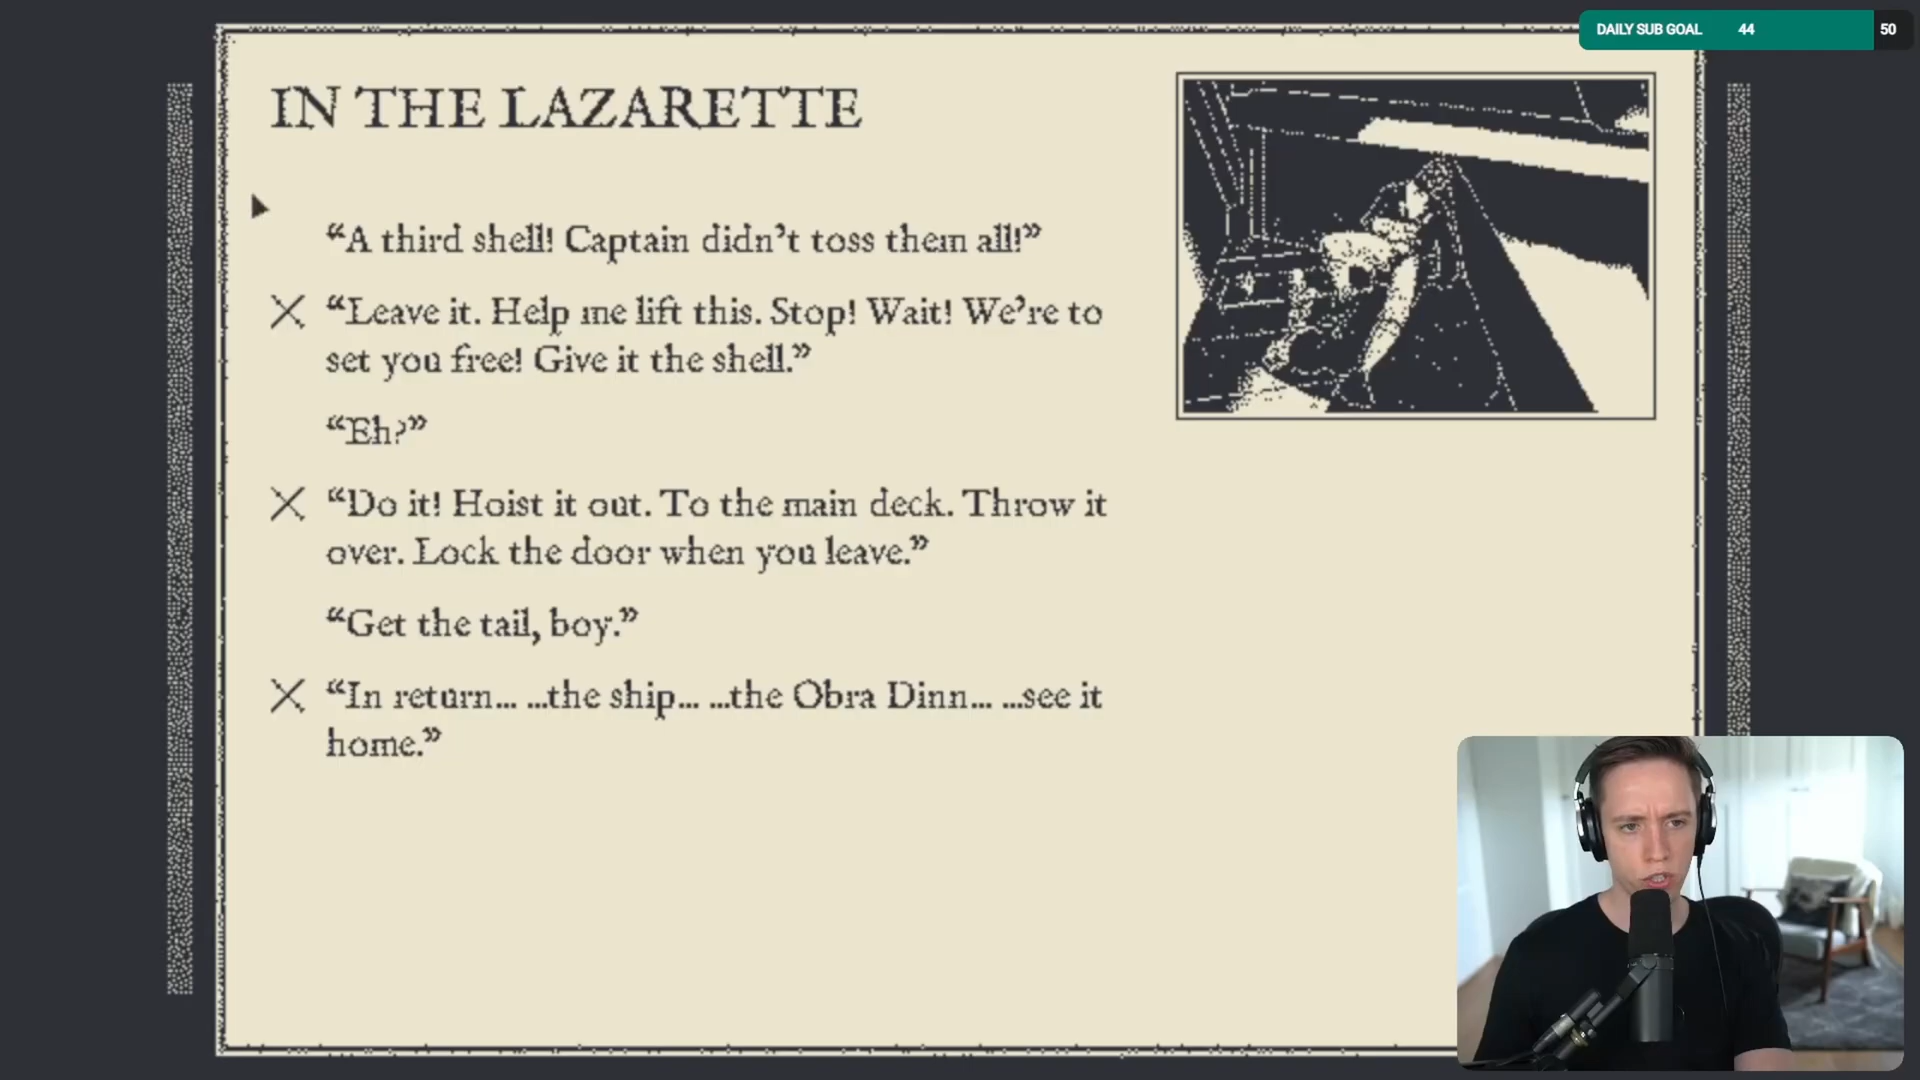 DAILY SUB GOAL 44 50
IN THE LAZARETTE
“A third shell! Captain didn’t toss them all!”
“Leave it. Help me lift this. Stop! Wait! We’re to
set you free! Give it the shell.”
“Eh?”
“Do it! Hoist it out. To the main deck. Throw it
over. Lock the door when you leave.”
“Get the tail, boy.”
“In return... ...the ship... ...the Obra Dinn... ...see it
home.”